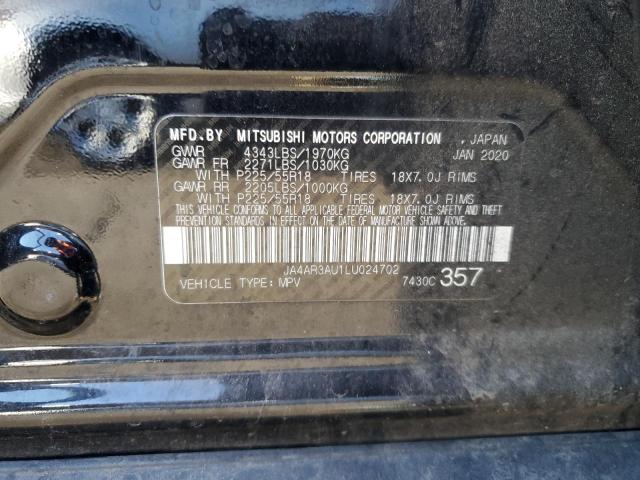 MFD.BY MITSUBISHI MOTORS CORPORATION , JAPAN
GVWR 4343LBS/1970KG JAN 2020
GAWR FR 2271LBS/1030KG
WITH P225/55R18 TIRES 18X7.0J RIMS
GAWR RR 2205LBS/1000KG
WITH P225/55R18 TIRES 18X7.0J RIMS
THIS VEHICLE CONFORMS TO ALL APPLICABLE FEDERAL MOTOR VEHICLE SAFETY AND THEFT
PREVENTION STANDARDS IN EFFECT ON THE DATE OF MANUFACTURE SHOWN ABOVE.
JA4AR3AU1LU024702
VEHICLE TYPE: MPV 7430C 357